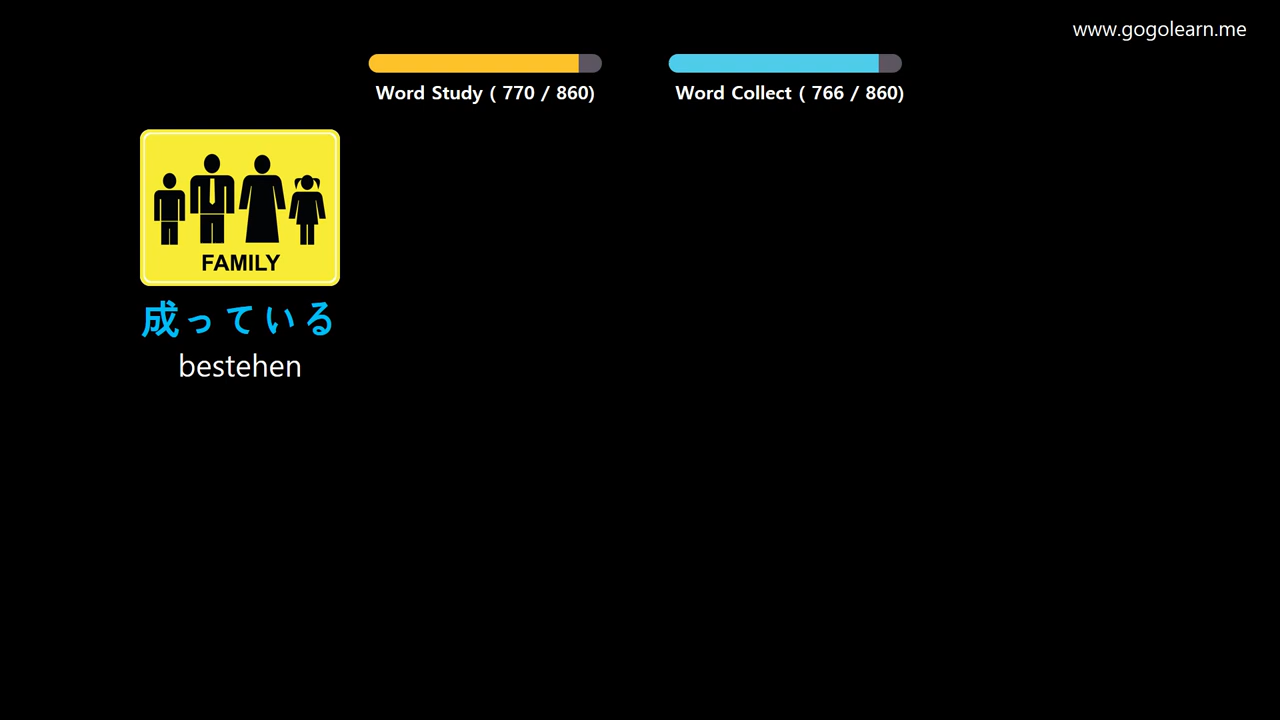 www.gogolearn.me
Word Study ( 770 / 860)
Word Collect ( 766 / 860)
FAMILY
成っている
bestehen